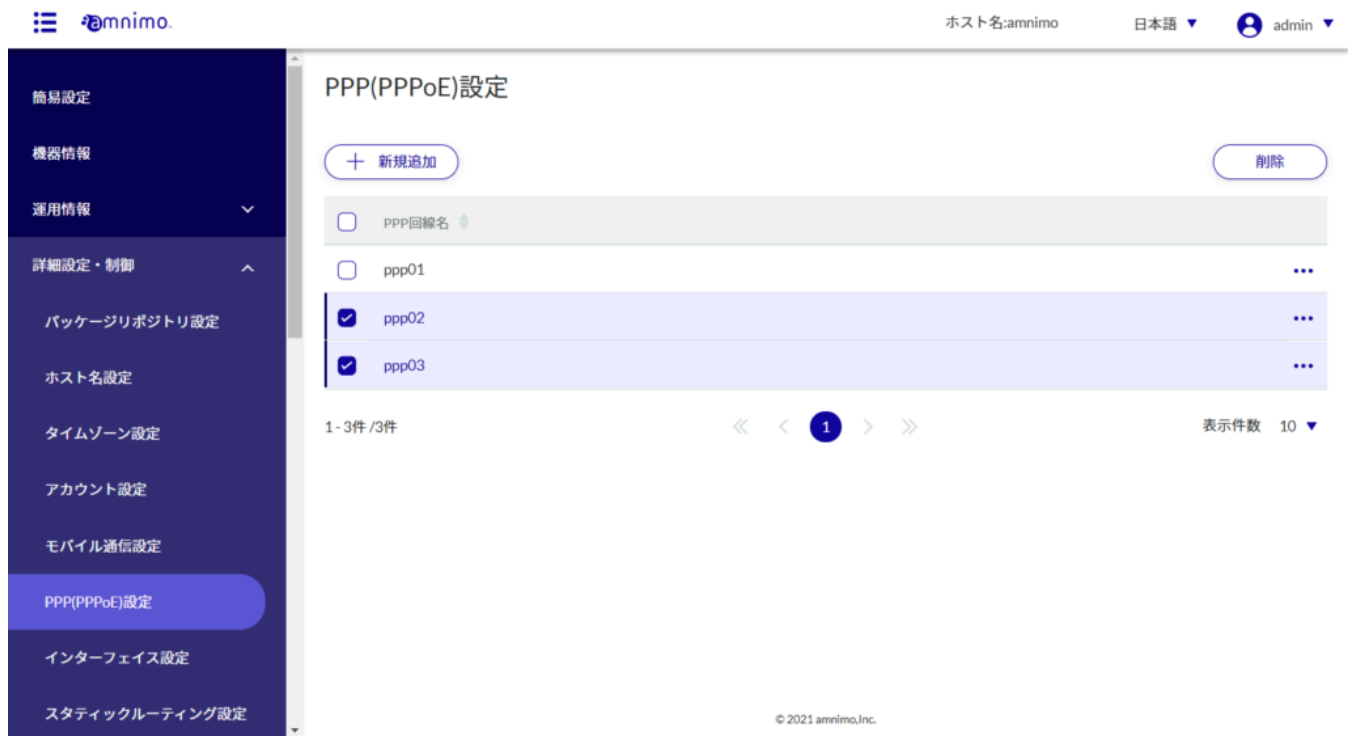 amnimo.
ホスト名:amnimo
日本語
admin
簡易設定
機器情報
運用情報
詳細設定・制御
パッケージリポジトリ設定
ホスト名設定
タイムゾーン設定
アカウント設定
モバイル通信設定
PPP(PPPoE)設定
インターフェイス設定
スタティックルーティング設定
PPP(PPPoE)設定
新規追加
削除
PPP回線名
ppp01
ppp02
ppp03
1 - 3件 /3件
1
表示件数 10
© 2021 amnimo,Inc.